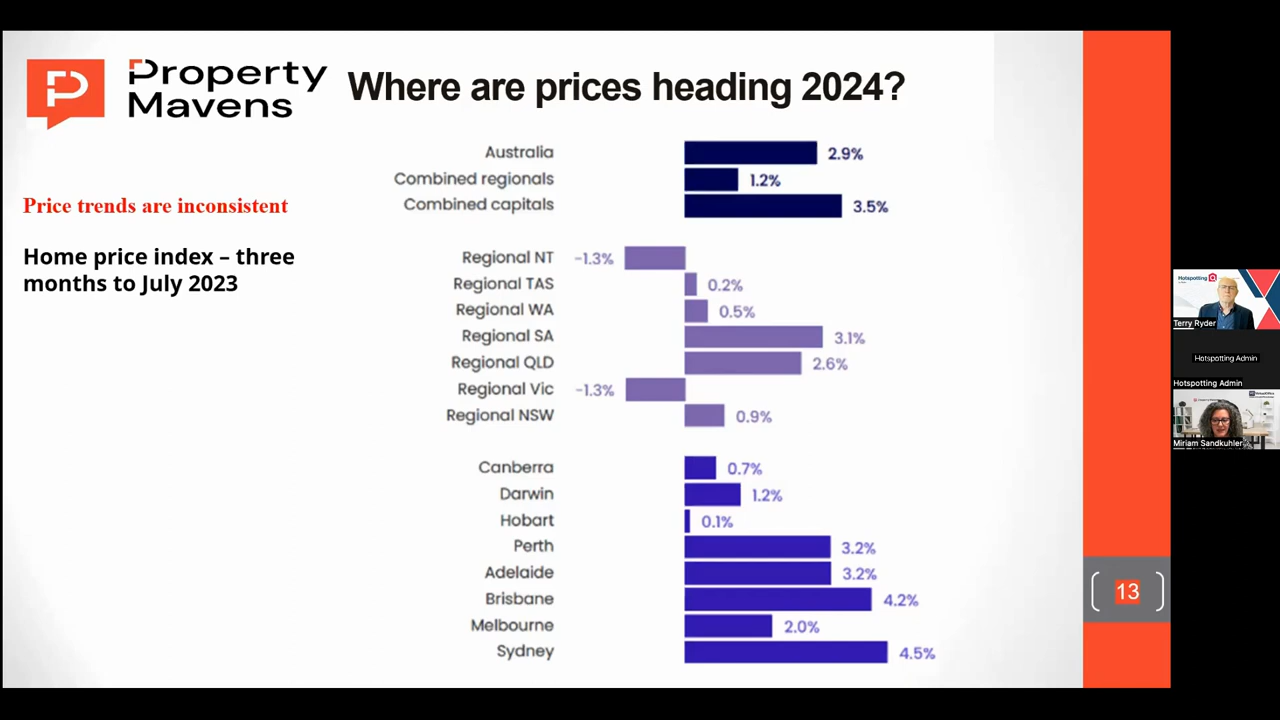 Property
Mavens
Where are prices heading 2024?
Price trends are inconsistent
Home price index – three
months to July 2023
Australia 2.9%
Combined regionals 1.2%
Combined capitals 3.5%
Regional NT -1.3%
Regional TAS 0.2%
Regional WA 0.5%
Regional SA 3.1%
Regional QLD 2.6%
Regional Vic -1.3%
Regional NSW 0.9%
Canberra 0.7%
Darwin 1.2%
Hobart 0.1%
Perth 3.2%
Adelaide 3.2%
Brisbane 4.2%
Melbourne 2.0%
Sydney 4.5%
13
Hotspotting
Terry Ryder
Hotspotting Admin
Hotspotting Admin
Miriam Sandkuhler